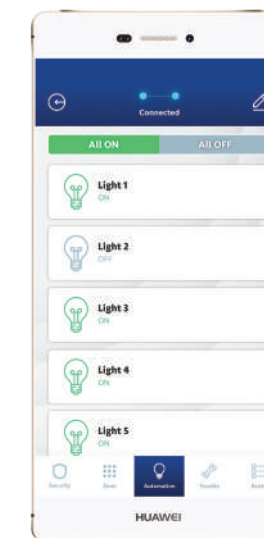 Connected
All ON
All OFF
Light 1
ON
Light 2
OFF
Light 3
ON
Light 4
ON
Light 5
ON
Security
Automation
Trouble
HUAWEI